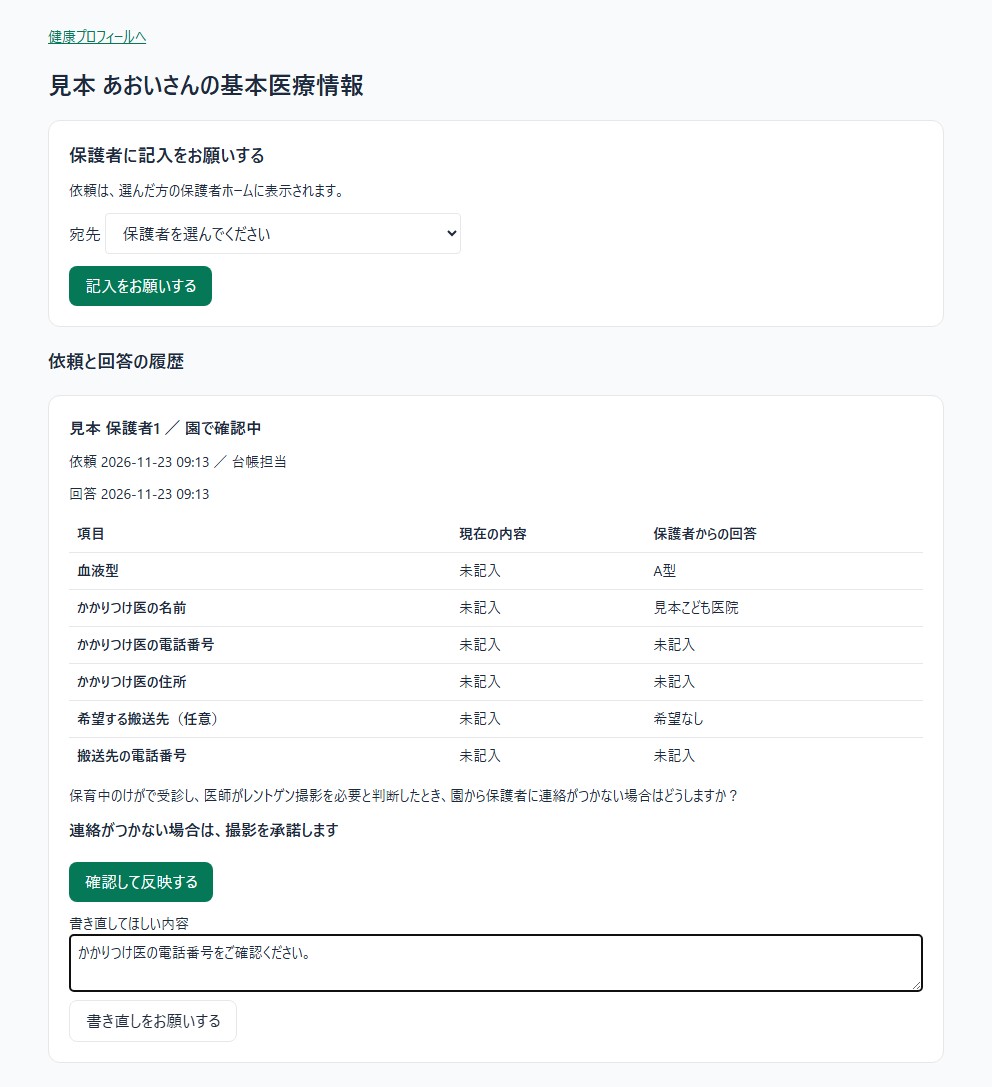 健康プロフィールへ
見本 あおいさんの基本医療情報
保護者に記入をお願いする
依頼は、選んだ方の保護者ホームに表示されます。
宛先 保護者を選んでください
記入をお願いする
依頼と回答の履歴
見本 保護者1 ／ 園で確認中
依頼 2026-11-23 09:13 ／ 台帳担当
回答 2026-11-23 09:13
項目 現在の内容 保護者からの回答
血液型 未記入 A型
かかりつけ医の名前 未記入 見本こども医院
かかりつけ医の電話番号 未記入 未記入
かかりつけ医の住所 未記入 未記入
希望する搬送先（任意） 未記入 希望なし
搬送先の電話番号 未記入 未記入
保育中のけがで受診し、医師がレントゲン撮影を必要と判断したとき、園から保護者に連絡がつかない場合はどうしますか？
連絡がつかない場合は、撮影を承諾します
確認して反映する
書き直してほしい内容
かかりつけ医の電話番号をご確認ください。
書き直しをお願いする